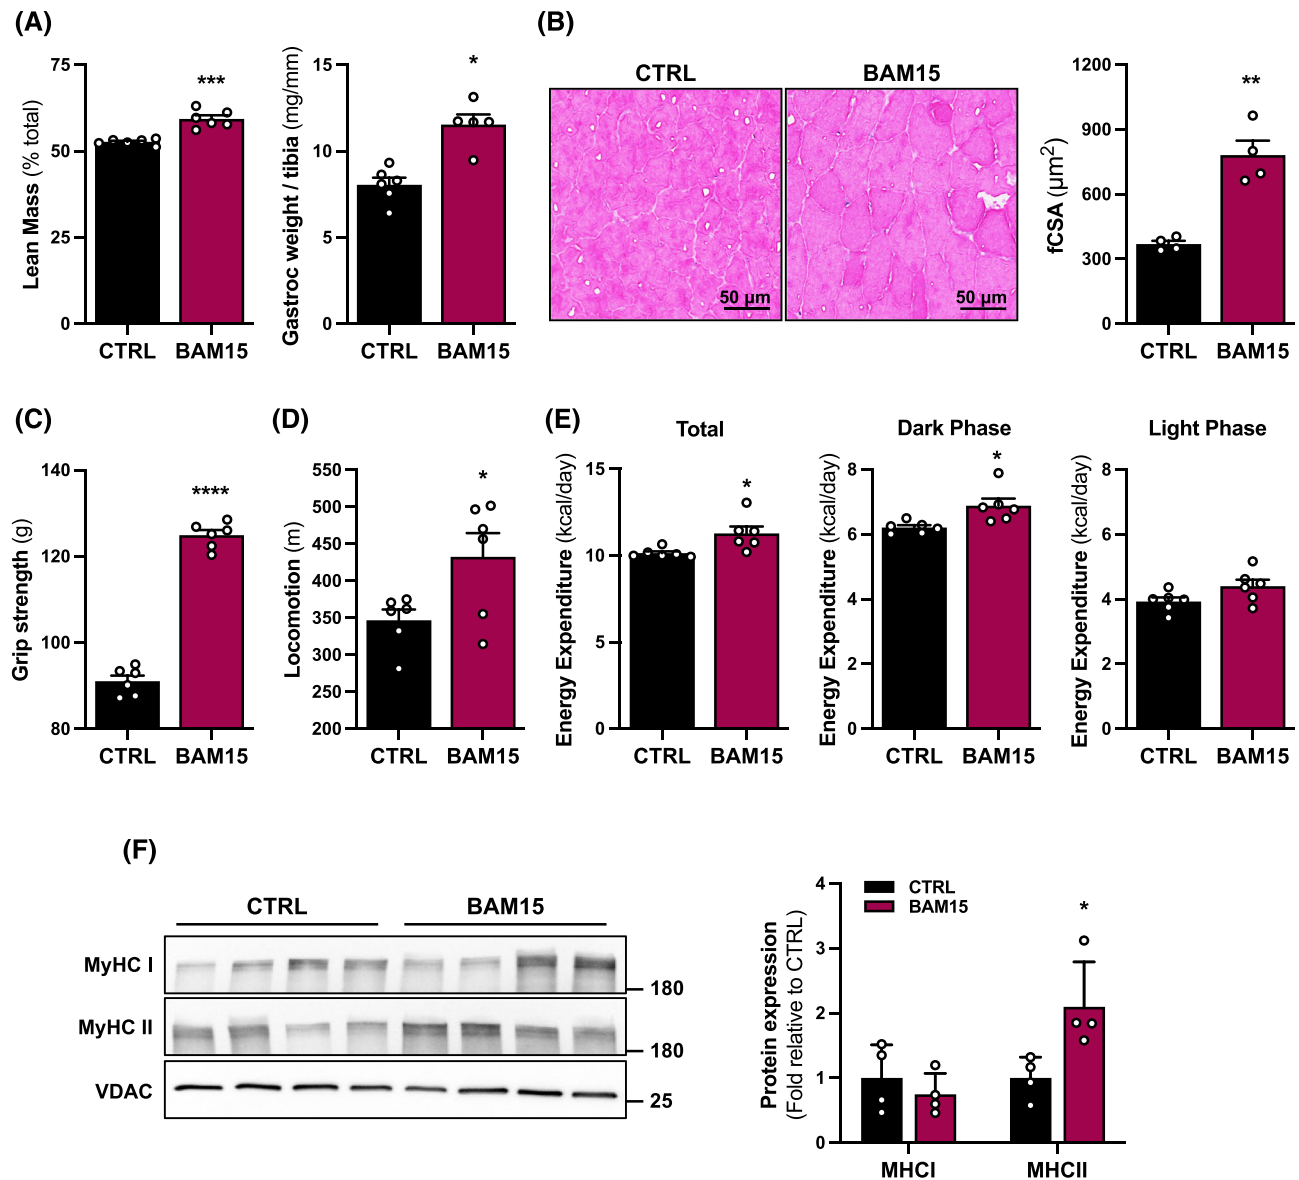 (A)
Lean Mass (% total)
75
50
25
0
***
CTRL
BAM15
Gastroc weight / tibia (mg/mm)
15
10
5
0
*
CTRL
BAM15
(B)
CTRL
BAM15
50 µm
50 µm
fCSA (µm2)
1200
900
600
300
0
**
CTRL
BAM15
(C)
Grip strength (g)
140
120
100
80
****
CTRL
BAM15
(D)
Locomotion (m)
550
500
450
400
350
300
250
200
*
CTRL
BAM15
(E)
Total
Energy Expenditure (kcal/day)
15
10
5
0
*
CTRL
BAM15
Dark Phase
Energy Expenditure (kcal/day)
8
6
4
2
0
*
CTRL
BAM15
Light Phase
Energy Expenditure (kcal/day)
8
6
4
2
0
CTRL
BAM15
(F)
CTRL
BAM15
MyHC I
180
MyHC II
180
VDAC
25
Protein expression
(Fold relative to CTRL)
4
3
2
1
0
CTRL
BAM15
*
MHCI
MHCII